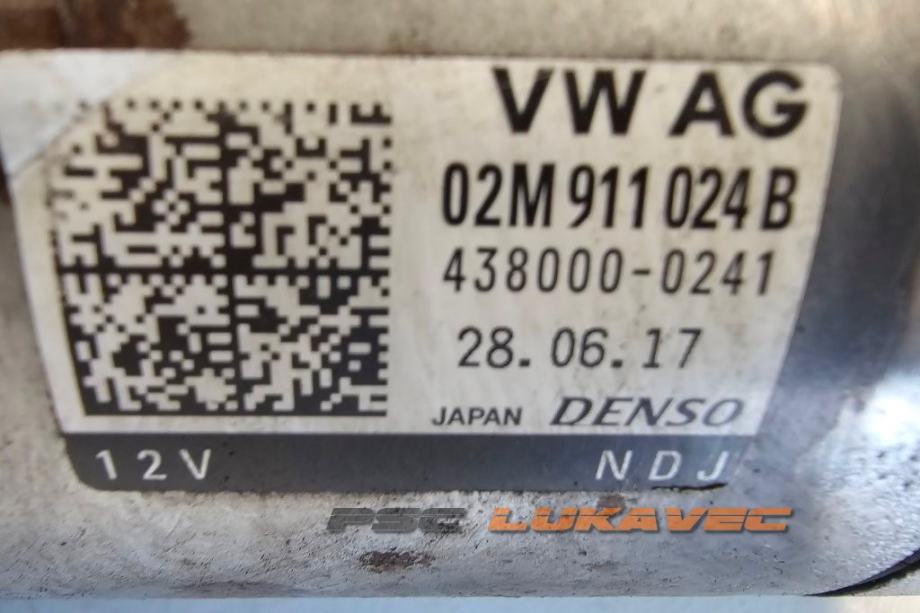 VW AG
02M 911 024 B
438000-0241
28.06.17
JAPAN DENSO
12V NDJ
PSC LUKAVEC